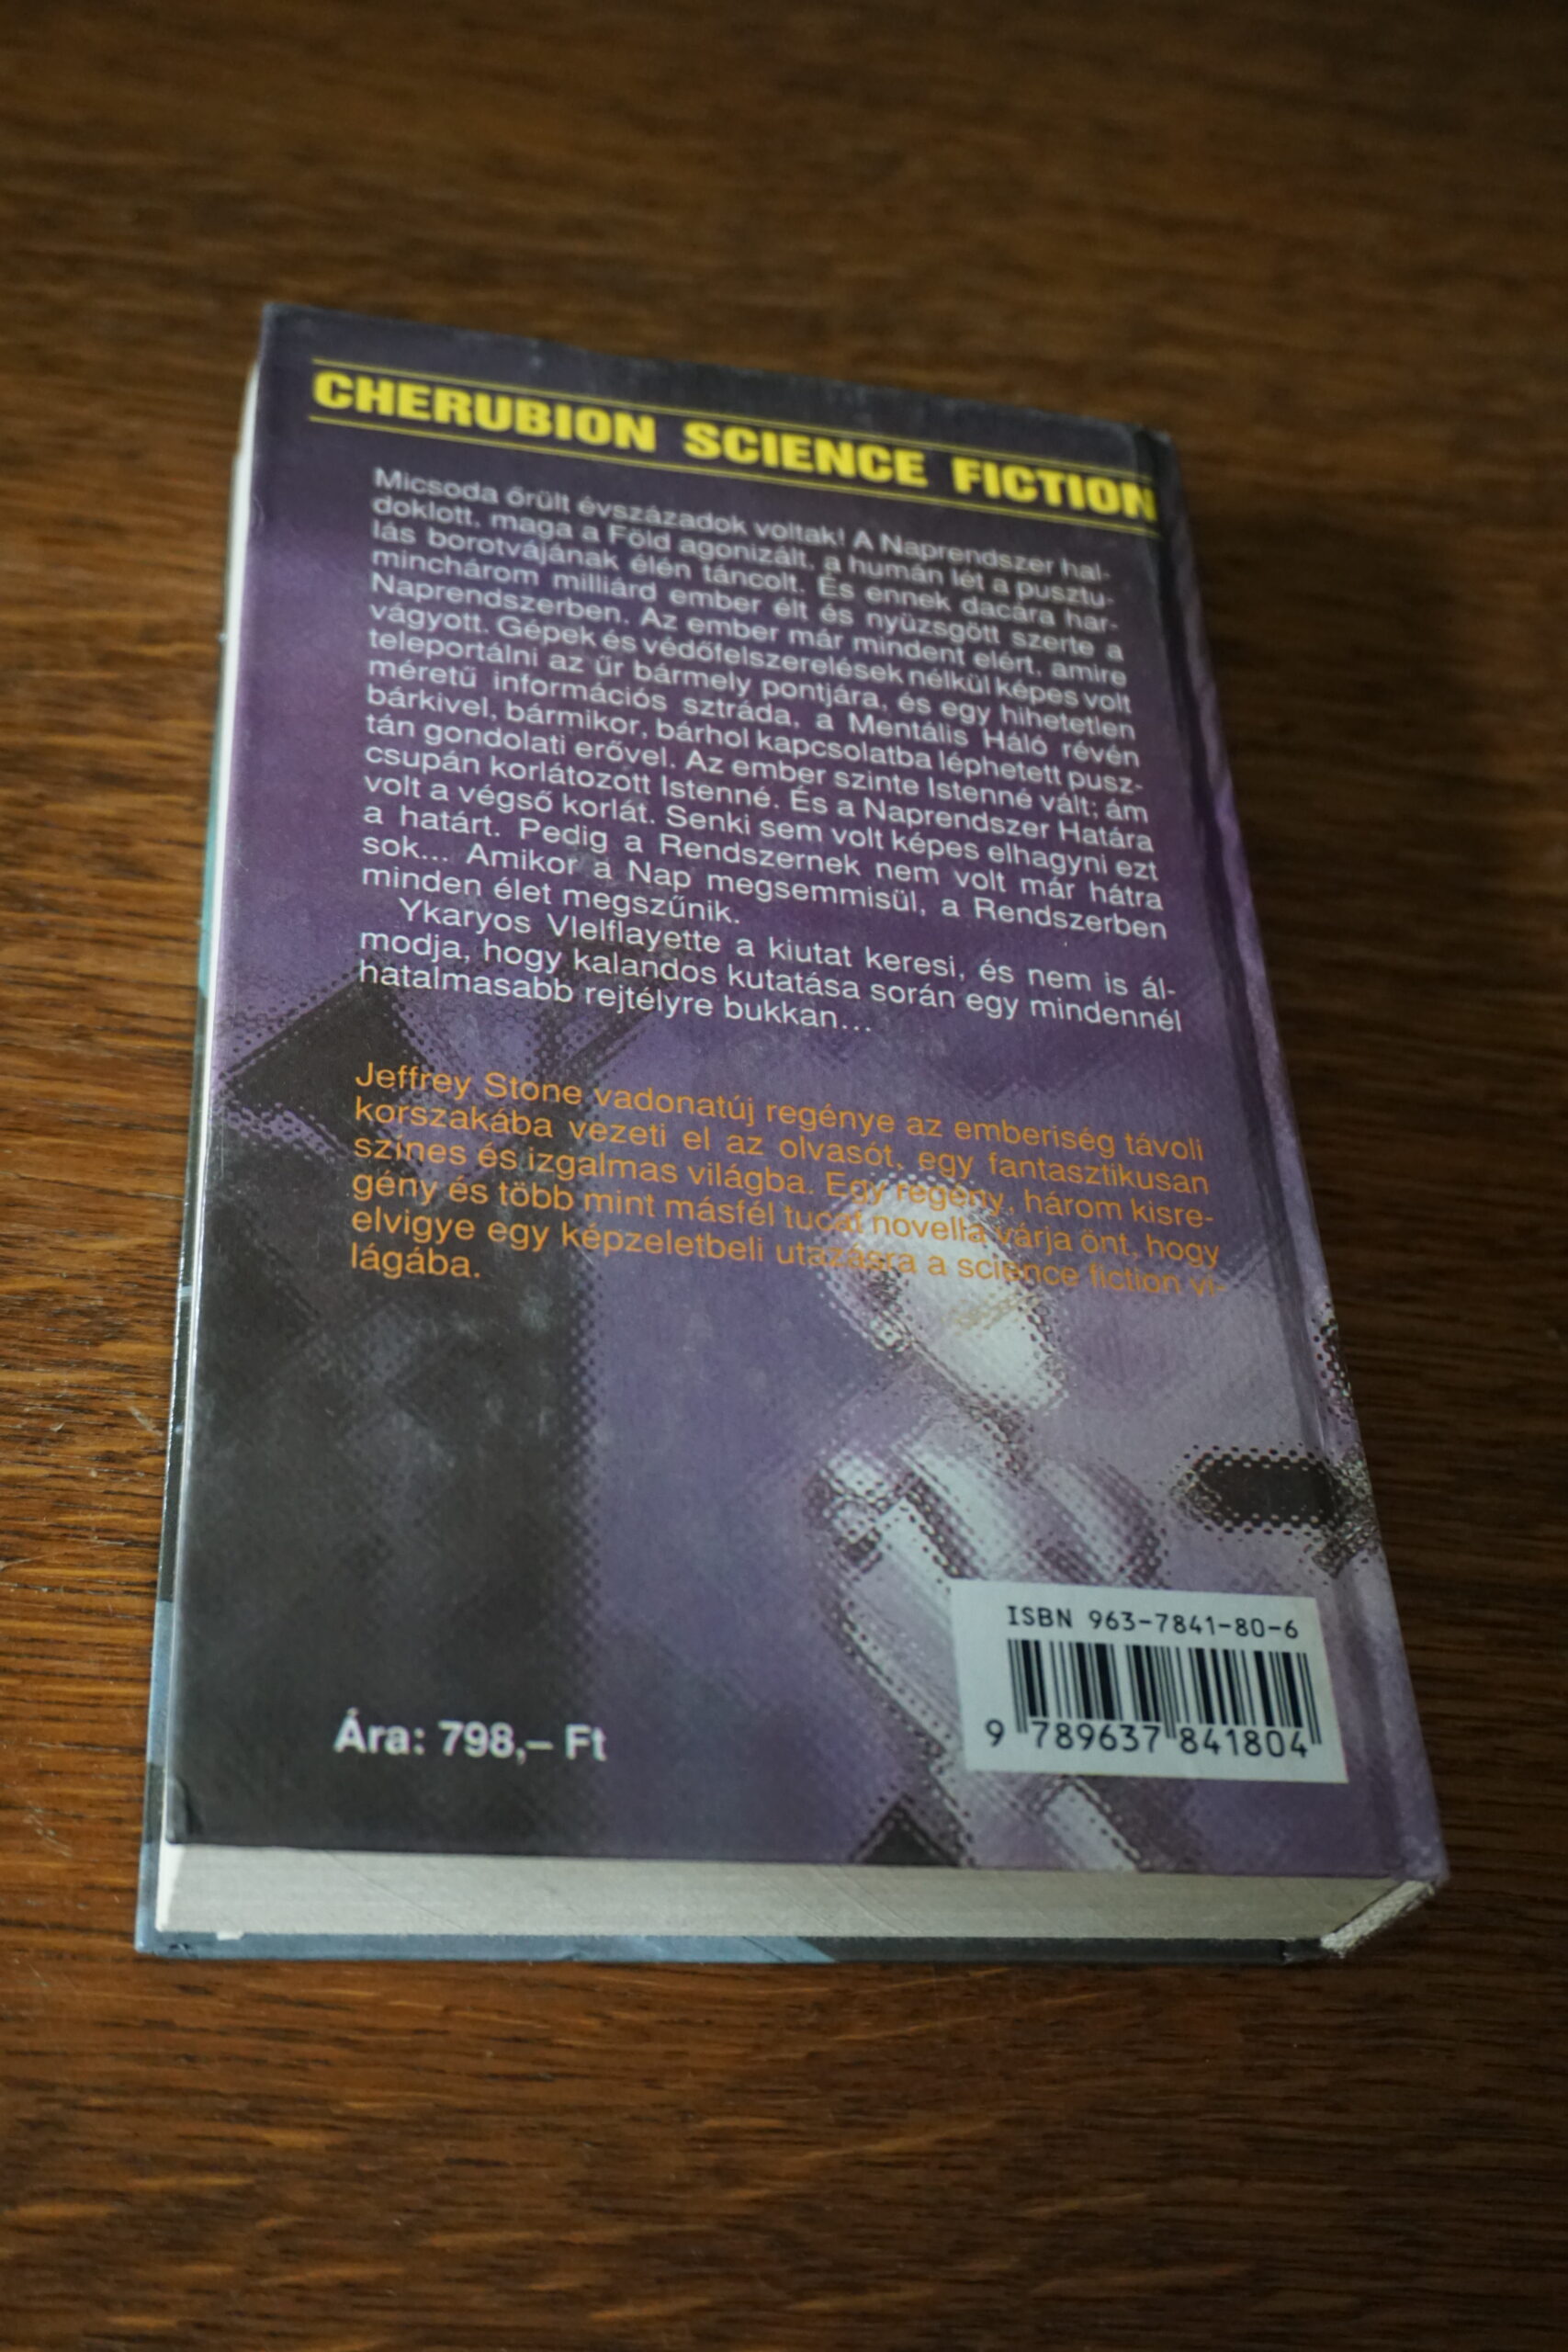 CHERUBION SCIENCE FICTION
Micsoda őrült évszázadok voltak! A Naprendszer hal-
doklott, maga a Föld agonizált, a humán lét a pusztu-
lás borotvájának élén táncolt. És ennek dacára har-
minchárom milliárd ember élt és nyüzsgött szerte a
Naprendszerben. Az ember már mindent elért, amire
vágyott. Gépek és védőfelszerelések nélkül képes volt
teleportálni az űr bármely pontjára, és egy hihetetlen
méretű információs sztráda, a Mentális Háló révén
bárkivel, bármikor, bárhol kapcsolatba léphetett pusz-
tán gondolati erővel. Az ember szinte Istenné vált; ám
csupán korlátozott Istenné. És a Naprendszer Határa
volt a végső korlát. Senki sem volt képes elhagyni ezt
a határt. Pedig a Rendszernek nem volt már hátra
sok... Amikor a Nap megsemmisül, a Rendszerben
minden élet megszűnik.
Ykaryos Vlelflayette a kiutat keresi, és nem is ál-
modja, hogy kalandos kutatása során egy mindennél
hatalmasabb rejtélyre bukkan...
Jeffrey Stone vadonatúj regénye az emberiség távoli
korszakába vezeti el az olvasót, egy fantasztikusan
színes és izgalmas világba. Egy regény, három kisre-
gény és több mint másfél tucat novella várja önt, hogy
elvigye egy képzeletbeli utazásra a science fiction vi-
lágába.
ISBN 963-7841-80-6
9 789637 841804
Ára: 798,– Ft